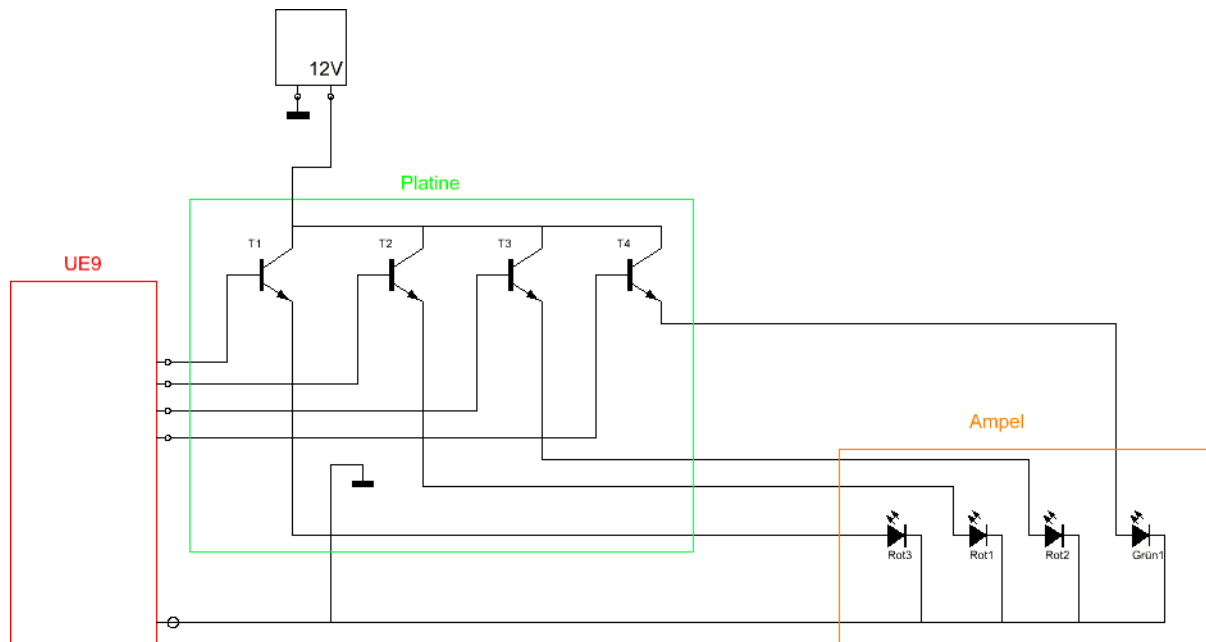 12V
Platine
T1
T2
T3
T4
UE9
Ampel
Rot3
Rot1
Rot2
Grün1